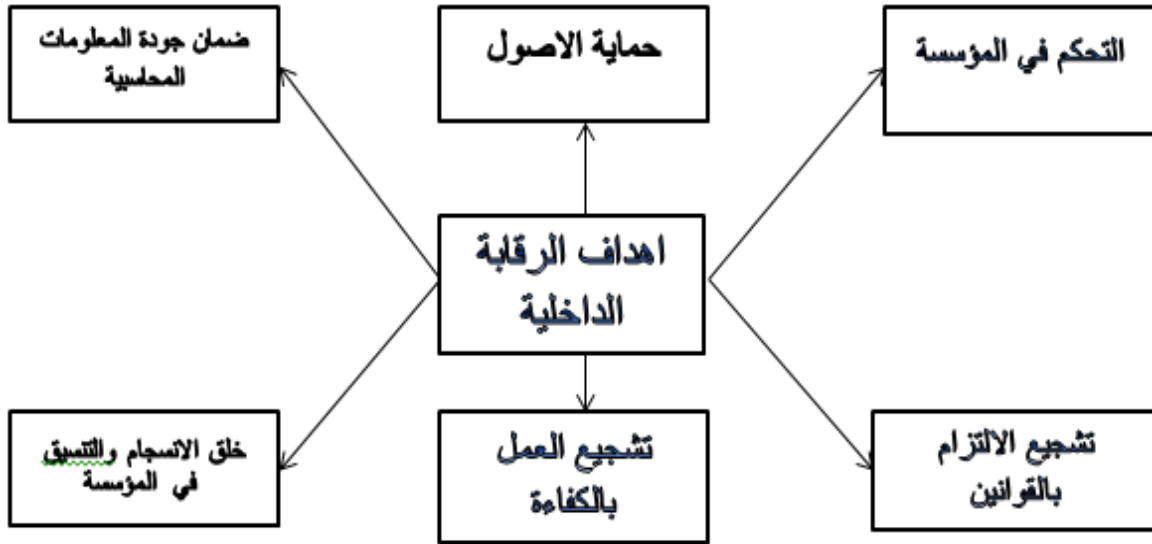 التحكم في المؤسسة
حماية الاصول
ضمان جودة المعلومات
المحاسبية
اهداف الرقابة
الداخلية
تشجيع الالتزام
بالقوانين
تشجيع العمل
بالكفاءة
خلق الانسجام والتنسيق
في المؤسسة